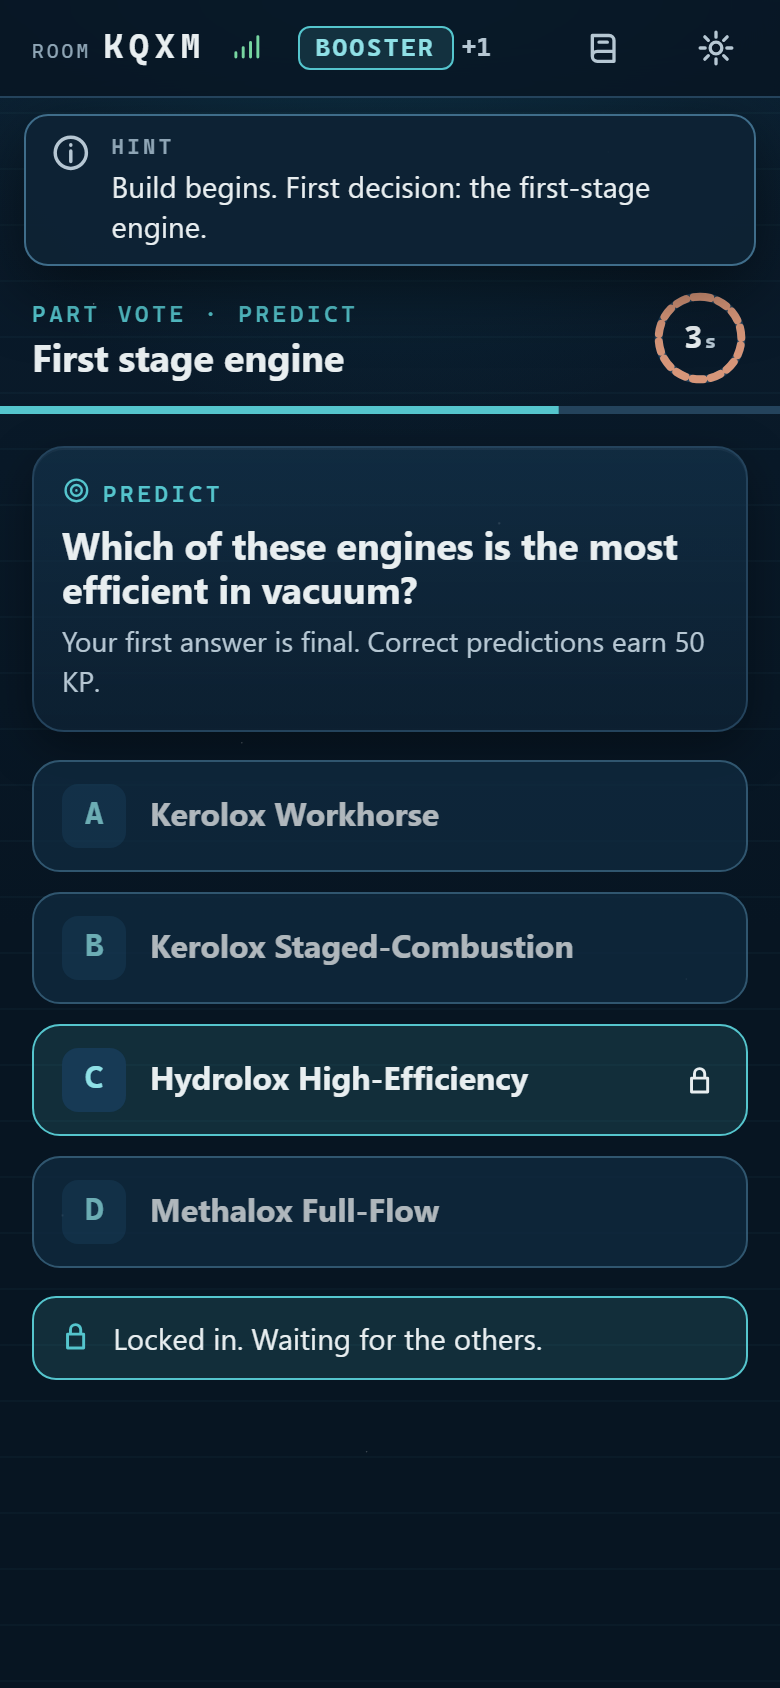 ROOM KQXM BOOSTER +1
HINT
Build begins. First decision: the first-stage
engine.
PART VOTE · PREDICT
First stage engine
3s
PREDICT
Which of these engines is the most
efficient in vacuum?
Your first answer is final. Correct predictions earn 50
KP.
A Kerolox Workhorse
B Kerolox Staged-Combustion
C Hydrolox High-Efficiency
D Methalox Full-Flow
Locked in. Waiting for the others.